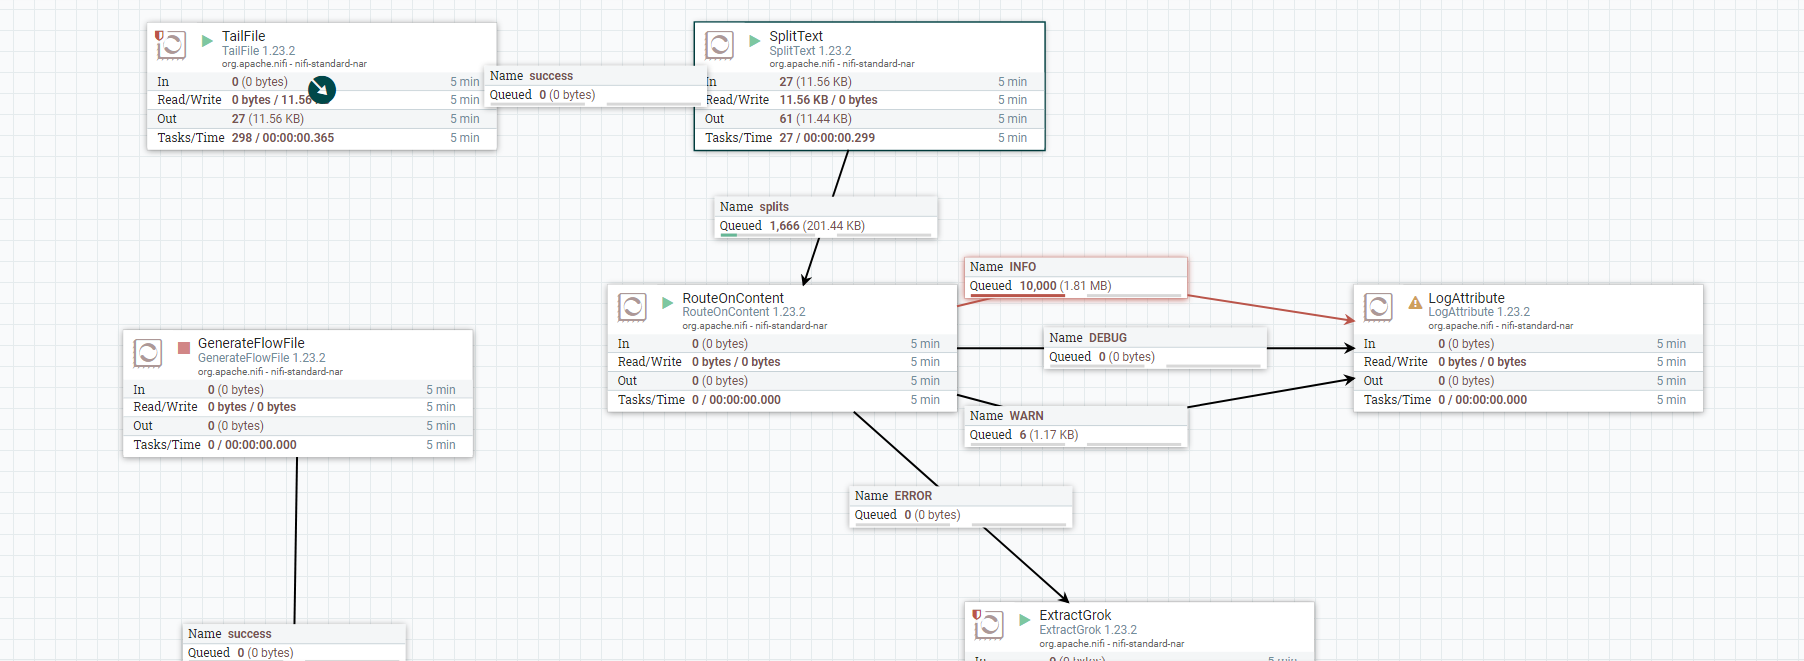 TailFile
TailFile 1.23.2
org.apache.nifi - nifi-standard-nar
In 0 (0 bytes) 5 min
Read/Write 0 bytes / 11.56 5 min
Out 27 (11.56 KB) 5 min
Tasks/Time 298 / 00:00:00.365 5 min
Name success
Queued 0 (0 bytes)
SplitText
SplitText 1.23.2
org.apache.nifi - nifi-standard-nar
In 27 (11.56 KB) 5 min
Read/Write 11.56 KB / 0 bytes 5 min
Out 61 (11.44 KB) 5 min
Tasks/Time 27 / 00:00:00.299 5 min
Name splits
Queued 1,666 (201.44 KB)
RouteOnContent
RouteOnContent 1.23.2
org.apache.nifi - nifi-standard-nar
In 0 (0 bytes) 5 min
Read/Write 0 bytes / 0 bytes 5 min
Out 0 (0 bytes) 5 min
Tasks/Time 0 / 00:00:00.000 5 min
Name INFO
Queued 10,000 (1.81 MB)
Name DEBUG
Queued 0 (0 bytes)
Name WARN
Queued 6 (1.17 KB)
LogAttribute
LogAttribute 1.23.2
org.apache.nifi - nifi-standard-nar
In 0 (0 bytes) 5 min
Read/Write 0 bytes / 0 bytes 5 min
Out 0 (0 bytes) 5 min
Tasks/Time 0 / 00:00:00.000 5 min
GenerateFlowFile
GenerateFlowFile 1.23.2
org.apache.nifi - nifi-standard-nar
In 0 (0 bytes) 5 min
Read/Write 0 bytes / 0 bytes 5 min
Out 0 (0 bytes) 5 min
Tasks/Time 0 / 00:00:00.000 5 min
Name success
Queued 0 (0 bytes)
Name ERROR
Queued 0 (0 bytes)
ExtractGrok
ExtractGrok 1.23.2
org.apache.nifi - nifi-standard-nar
In 0 (0 bytes) 5 min